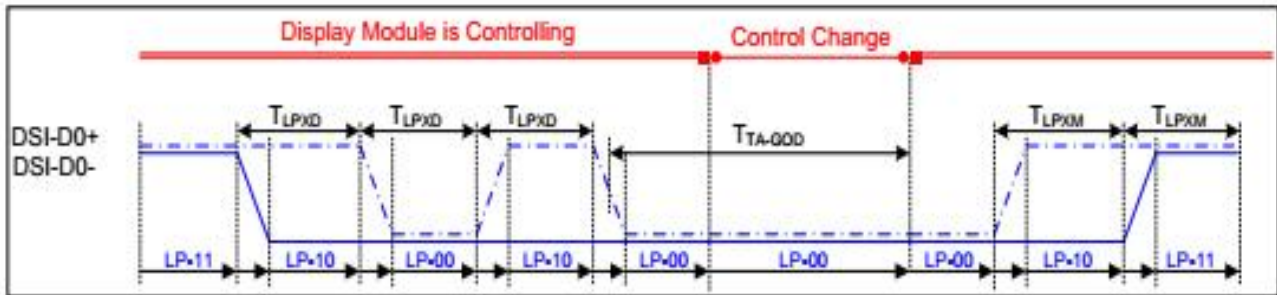 Display Module is Controlling Control Change
TLPXD TLPXD TLPXD TTA-GOD TLPXM TLPXM
DSI-D0+
DSI-D0-
LP-11 LP-10 LP-00 LP-10 LP-00 LP-00 LP-00 LP-10 LP-11